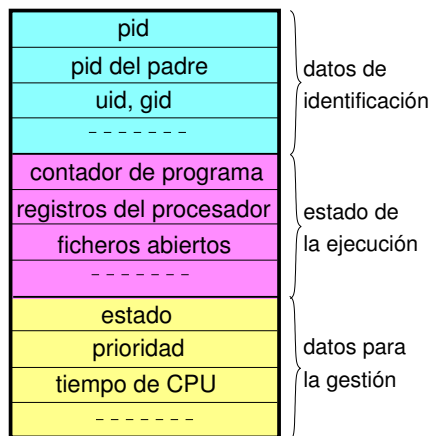 pid
pid del padre
uid, gid
-------
datos de
identificación
contador de programa
registros del procesador
ficheros abiertos
-------
estado de
la ejecución
estado
prioridad
tiempo de CPU
-------
datos para
la gestión